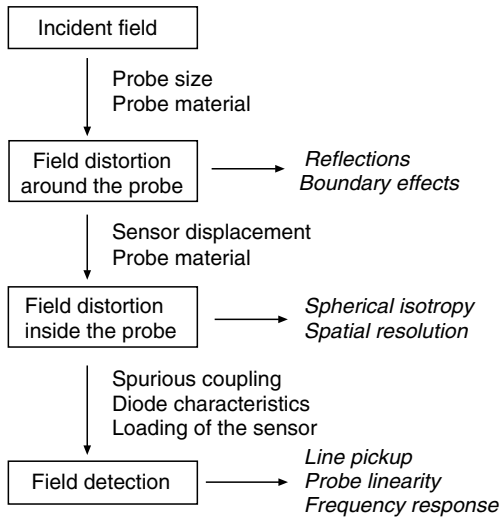 Incident field
Probe size
Probe material
Field distortion
around the probe
Reflections
Boundary effects
Sensor displacement
Probe material
Field distortion
inside the probe
Spherical isotropy
Spatial resolution
Spurious coupling
Diode characteristics
Loading of the sensor
Field detection
Line pickup
Probe linearity
Frequency response